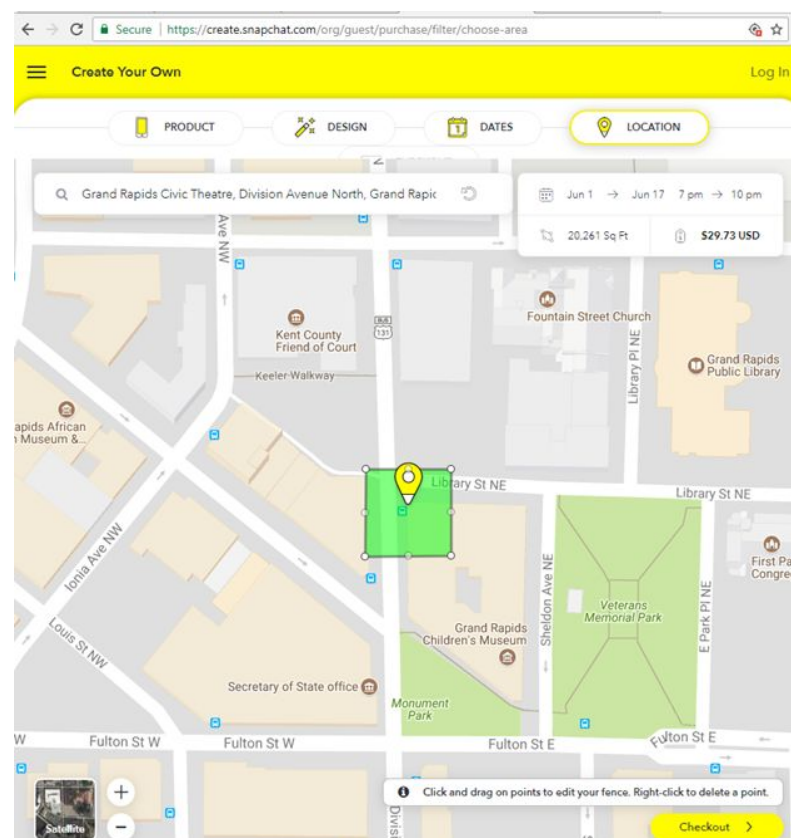 Secure | https://create.snapchat.com/org/guest/purchase/filter/choose-area
Create Your Own
Log In
PRODUCT
DESIGN
DATES
LOCATION
Grand Rapids Civic Theatre, Division Avenue North, Grand Rapic
Jun 1 → Jun 17 7 pm → 10 pm
20,261 Sq Ft
$29.73 USD
N
Ave NW
BUS
131
Fountain Street Church
Kent County
Friend of Court
Library Pl NE
Grand Rapids
Public Library
Keeler Walkway
apids African
Museum &...
Library St NE
Library St NE
Ionia Ave NW
Sheldon Ave NE
First Pa
Congre
Veterans
Memorial Park
E Park Pl NE
Louis St NW
Grand Rapids
Children's Museum
Secretary of State office
Monument
Park
W
Fulton St W
Fulton St W
Fulton St E
Fulton St E
Click and drag on points to edit your fence. Right-click to delete a point.
Satellite
+
−
Divis
Checkout >